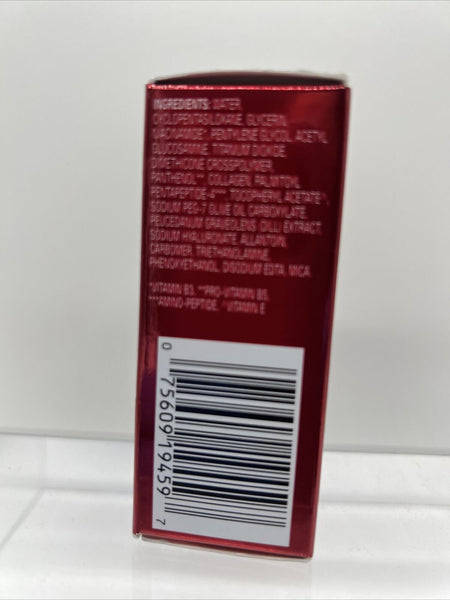 INGREDIENTS: WATER,
CYCLOPENTASILOXANE, GLYCERIN,
NIACINAMIDE*, PENTYLENE GLYCOL, ACETYL
GLUCOSAMINE, TITANIUM DIOXIDE,
DIMETHICONE CROSSPOLYMER,
PANTHENOL**, COLLAGEN, PALMITOYL
PENTAPEPTIDE-4***, TOCOPHERYL ACETATE^,
SODIUM PEG-7 OLIVE OIL CARBOXYLATE,
PEUCEDANUM GRAVEOLENS (DILL) EXTRACT,
SODIUM HYALURONATE, ALLANTOIN,
CARBOMER, TRIETHANOLAMINE,
PHENOXYETHANOL, DISODIUM EDTA, MICA.
*VITAMIN B3, **PRO-VITAMIN B5,
***AMINO-PEPTIDE, ^VITAMIN E
0 75609 19459 7